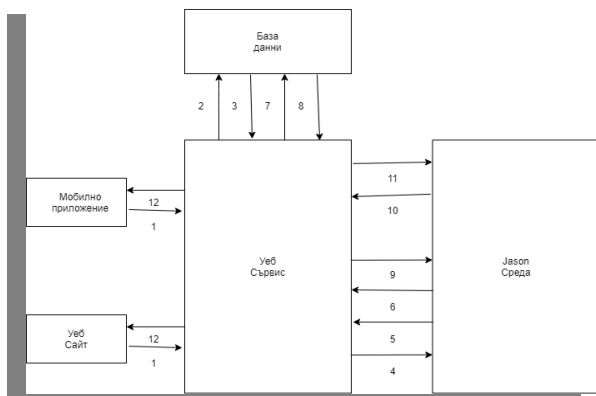 База
данни
2
3
7
8
Мобилно
приложение
12
1
Уеб
Сървис
11
10
9
6
5
4
Jason
Среда
Уеб
Сайт
12
1